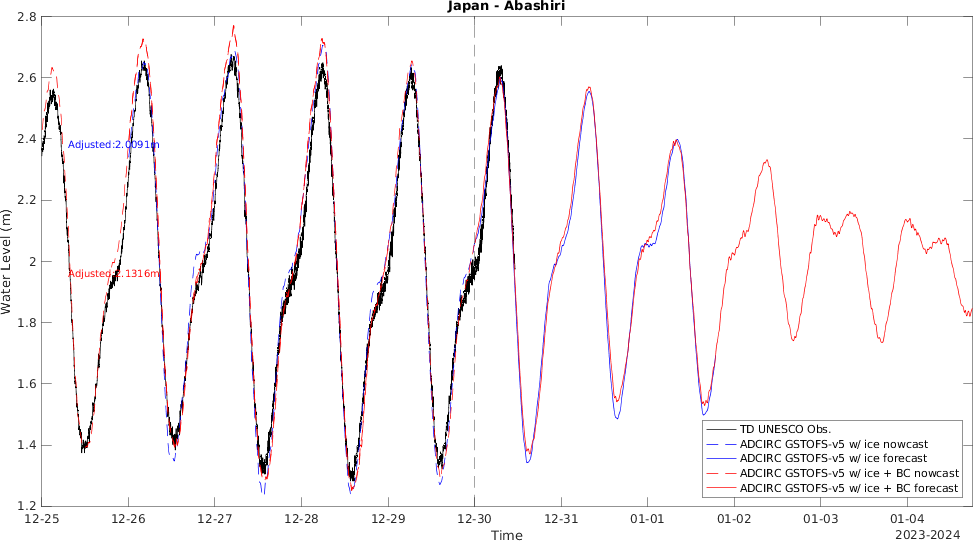 Japan - Abashiri
2.8
2.6
2.4
2.2
2
1.8
1.6
1.4
1.2
Water Level (m)
Adjusted:2.0091m
Adjusted:2.1316m
TD UNESCO Obs.
ADCIRC GSTOFS-v5 w/ ice nowcast
ADCIRC GSTOFS-v5 w/ ice forecast
ADCIRC GSTOFS-v5 w/ ice + BC nowcast
ADCIRC GSTOFS-v5 w/ ice + BC forecast
12-25 12-26 12-27 12-28 12-29 12-30 12-31 01-01 01-02 01-03 01-04
Time
2023-2024